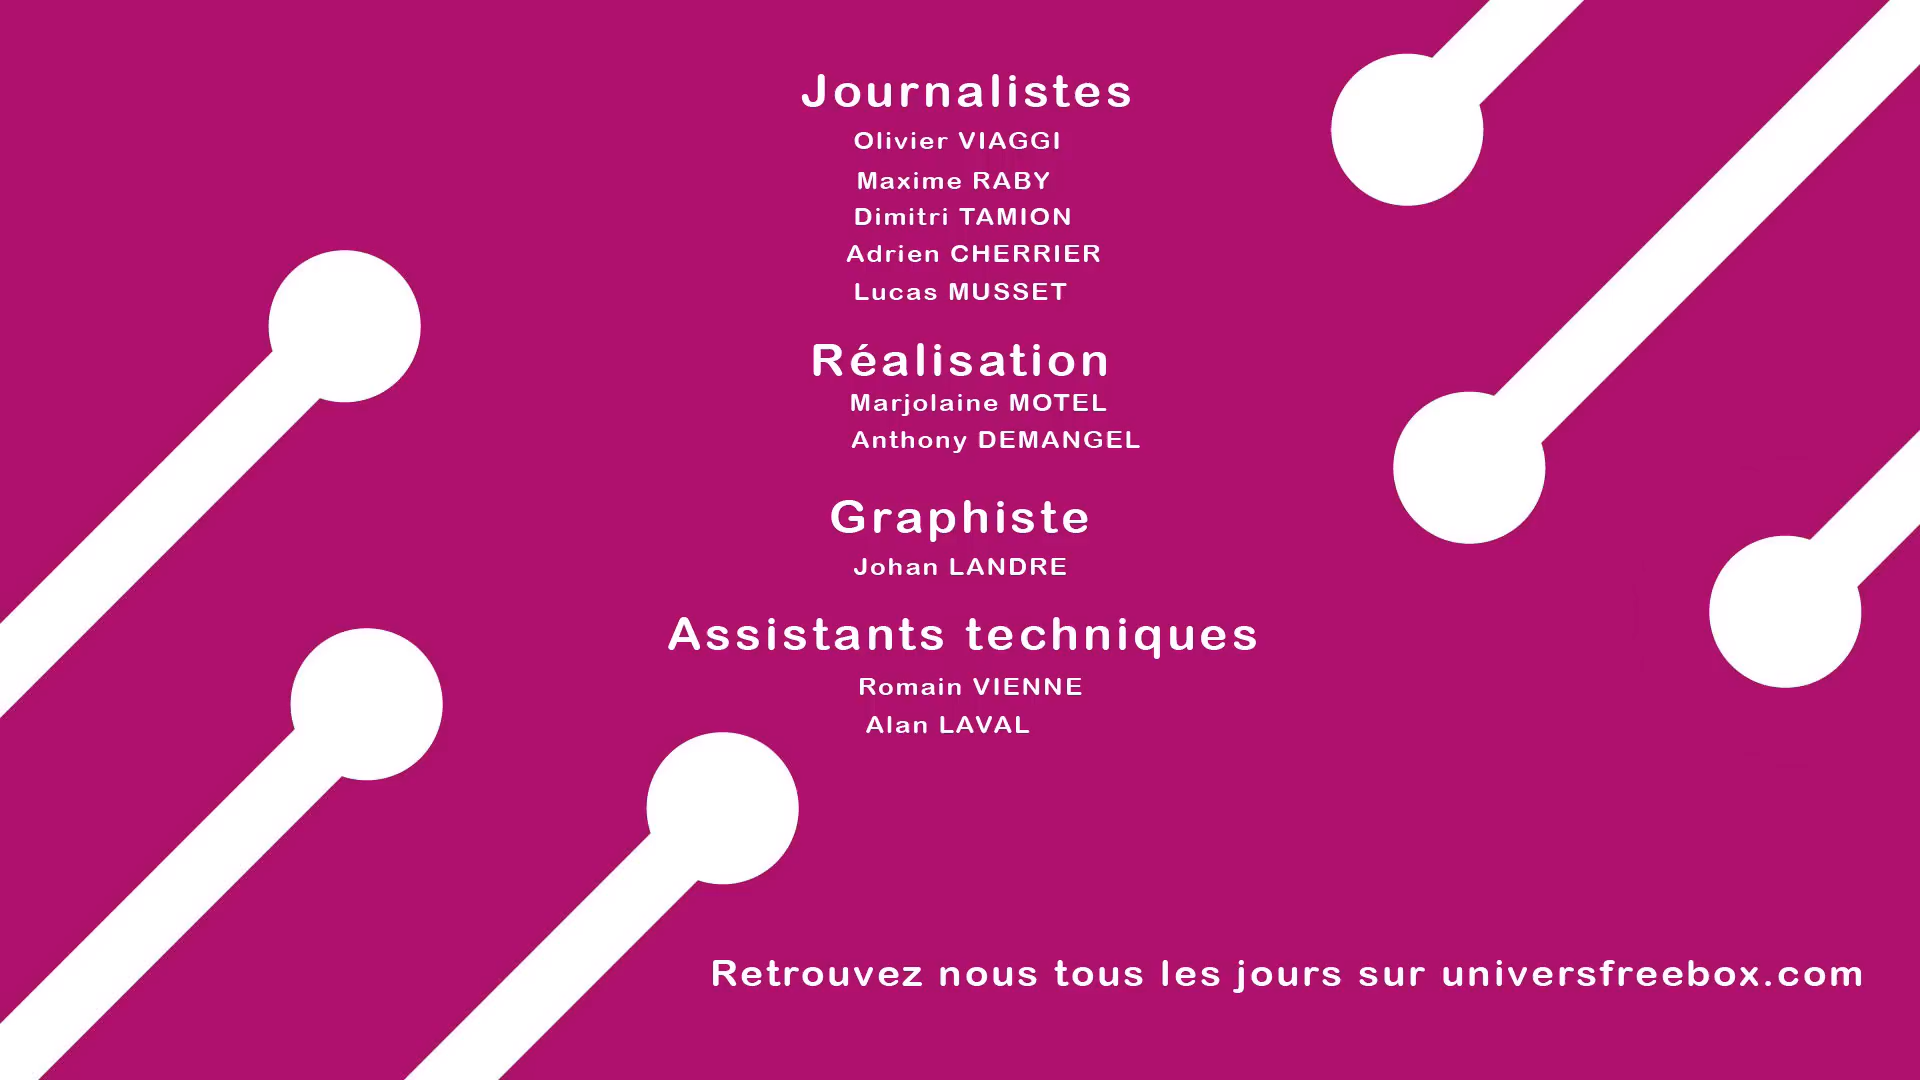 Journalistes
Olivier VIAGGI
Maxime RABY
Dimitri TAMION
Adrien CHERRIER
Lucas MUSSET
Réalisation
Marjolaine MOTEL
Anthony DEMANGEL
Graphiste
Johan LANDRE
Assistants techniques
Romain VIENNE
Alan LAVAL
Retrouvez nous tous les jours sur universfreebox.com